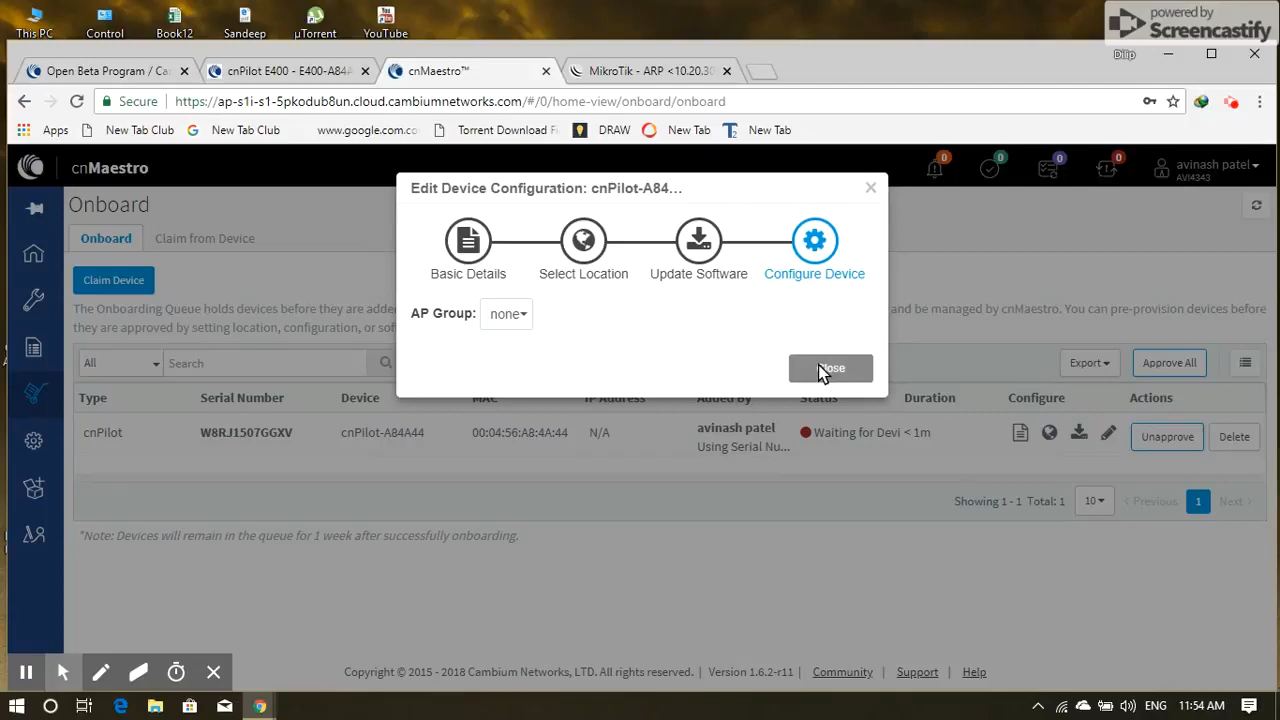 This PC
Control
Book12
Sandeep
µTorrent
YouTube
powered by
Screencastify
Open Beta Program / Ca
cnPilot E400 - E400-A84A
cnMaestro™
MikroTik - ARP <10.20.30
Dilip
Secure
https://ap-s1i-s1-5pkodub8un.cloud.cambiumnetworks.com/#/0/home-view/onboard/onboard
Apps
New Tab Club
New Tab Club
www.google.com.co
Torrent Download Fi
DRAW
New Tab
New Tab
cnMaestro
0
0
0
0
avinash patel
AVI4343
Onboard
Onboard
Claim from Device
Claim Device
Edit Device Configuration: cnPilot-A84...
Basic Details
Select Location
Update Software
Configure Device
AP Group:
none
The Onboarding Queue holds devices before they are adde
and be managed by cnMaestro. You can pre-provision devices before
they are approved by setting location, configuration, or sof
All
Search
Export
Approve All
Type
Serial Number
Device
MAC
IP Address
Added By
Status
Duration
Configure
Actions
cnPilot
W8RJ1507GGXV
cnPilot-A84A44
00:04:56:A8:4A:44
N/A
avinash patel
Using Serial Nu...
Waiting for Devi
< 1m
Unapprove
Delete
Showing 1 - 1 Total: 1
10
< Previous
1
Next >
*Note: Devices will remain in the queue for 1 week after successfully onboarding.
Copyright © 2015 - 2018 Cambium Networks, LTD. All rights reserved. | Version 1.6.2-r11 | Community | Support | Help
ENG
11:54 AM